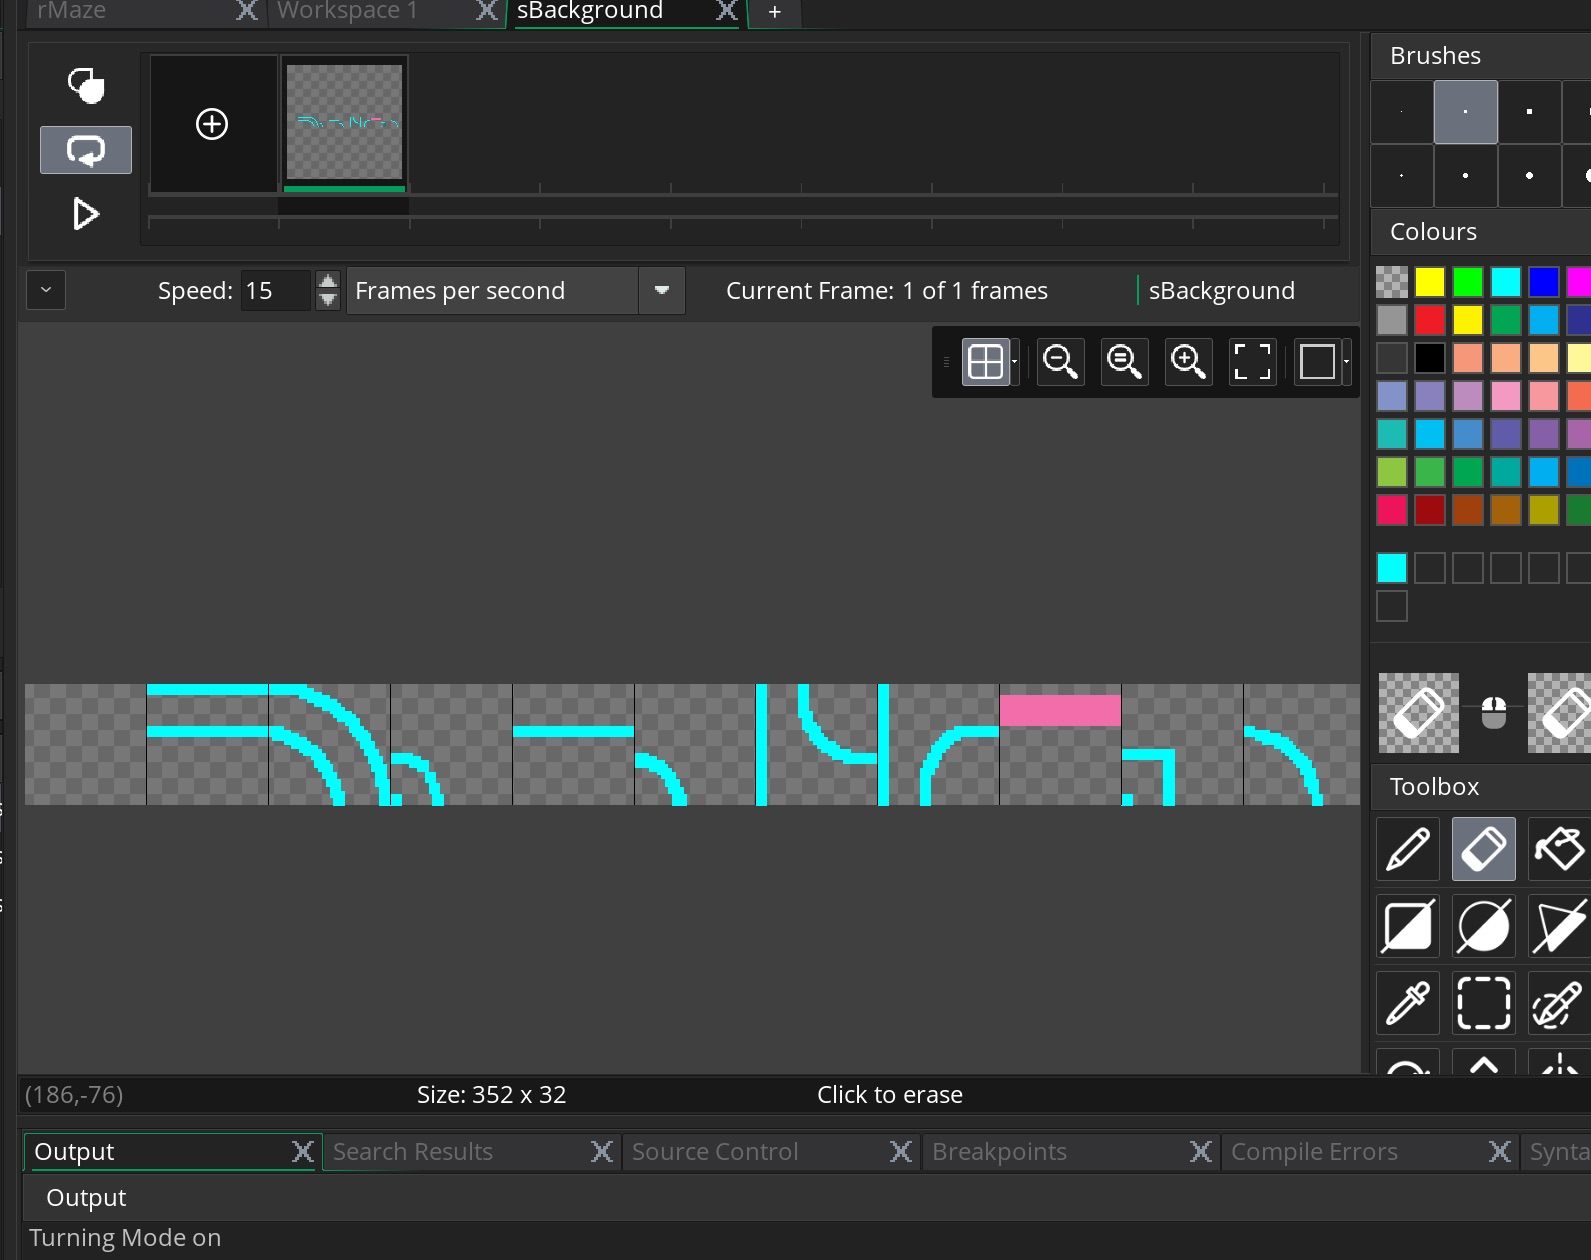 rMaze
Workspace 1
sBackground
+
Brushes
Colours
Speed: 15
Frames per second
Current Frame: 1 of 1 frames
sBackground
Toolbox
(186,-76)
Size: 352 x 32
Click to erase
Output
Search Results
Source Control
Breakpoints
Compile Errors
Synta
Output
Turning Mode on